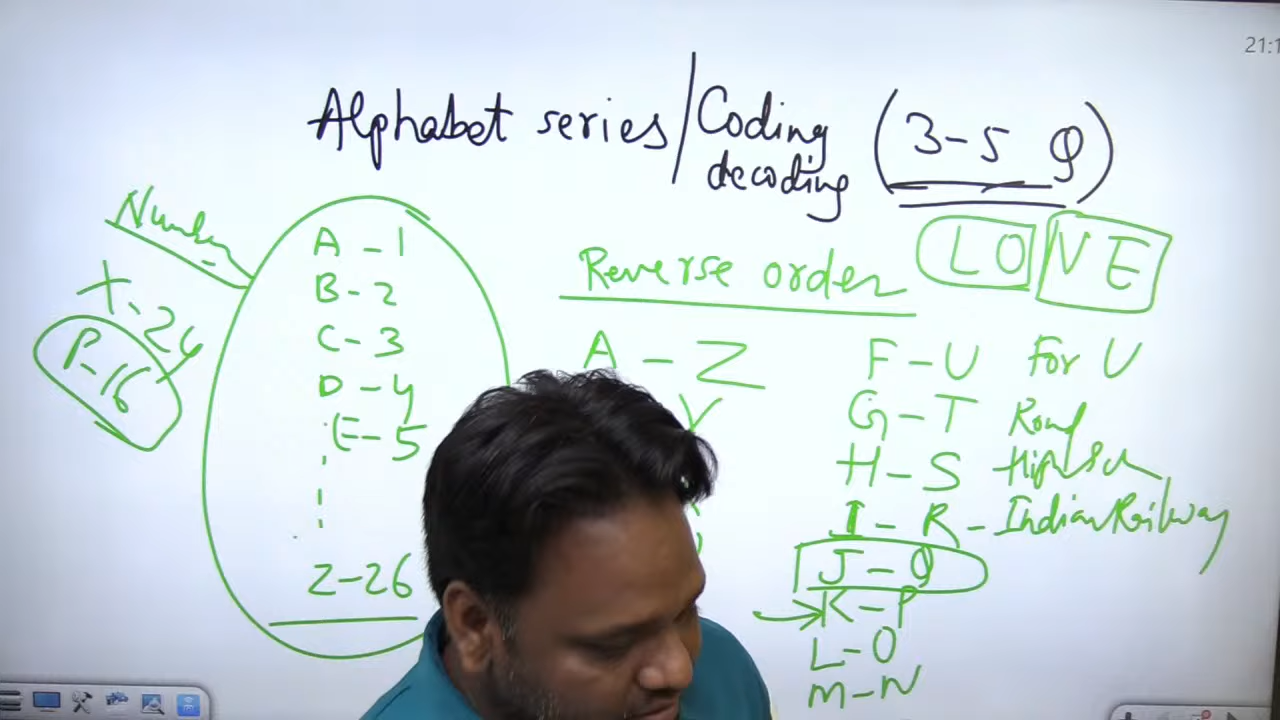 21:1
Alphabet series / Coding decoding (3-5 Q)
Number
X-24
P-16
A-1
B-2
C-3
D-4
E-5
Z-26
Reverse order
LOVE
A-Z
F-U For U
G-T Road
H-S
I-R-Indian Railway
J-Q
K-P
L-O
M-N